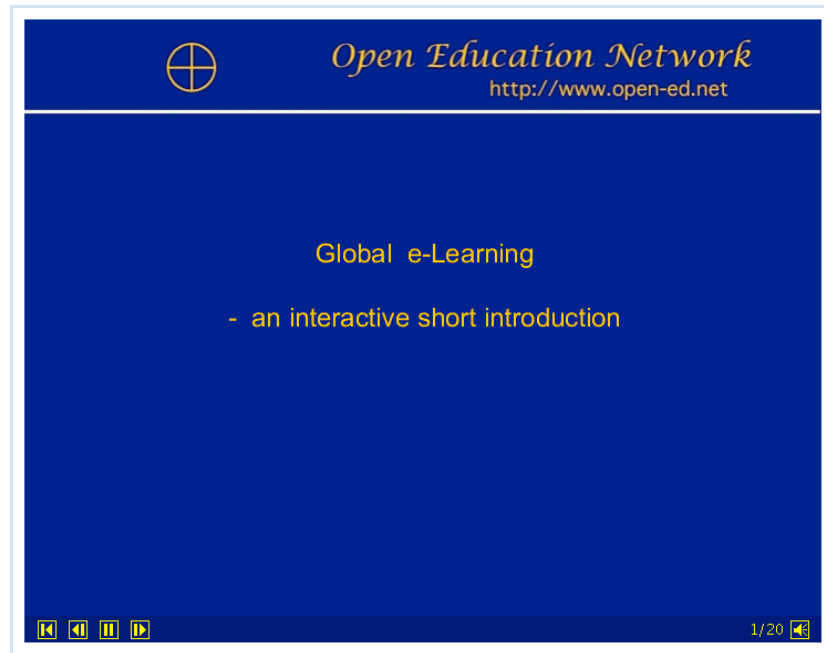 Open Education Network
http://www.open-ed.net
Global e-Learning
- an interactive short introduction
1/20